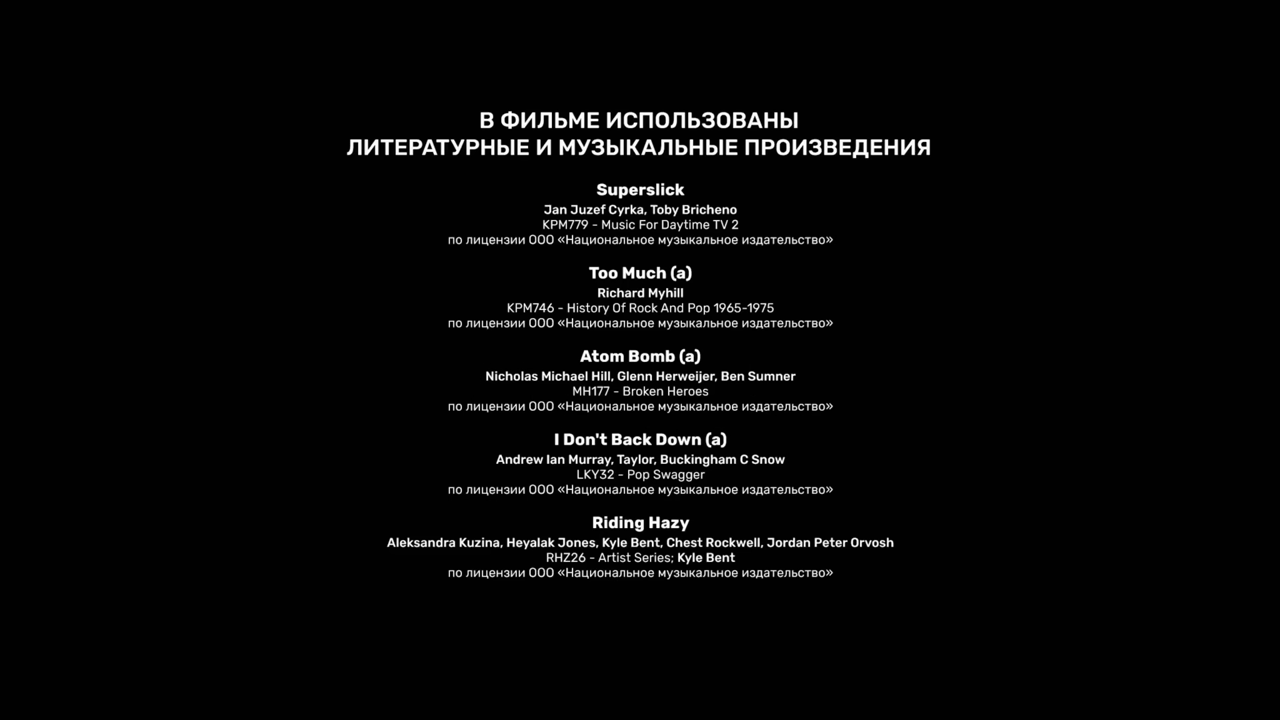 В ФИЛЬМЕ ИСПОЛЬЗОВАНЫ
ЛИТЕРАТУРНЫЕ И МУЗЫКАЛЬНЫЕ ПРОИЗВЕДЕНИЯ
Superslick
Jan Juzef Cyrka, Toby Bricheno
KPM779 - Music For Daytime TV 2
по лицензии ООО «Национальное музыкальное издательство»
Too Much (a)
Richard Myhill
KPM746 - History Of Rock And Pop 1965-1975
по лицензии ООО «Национальное музыкальное издательство»
Atom Bomb (a)
Nicholas Michael Hill, Glenn Herweijer, Ben Sumner
MH177 - Broken Heroes
по лицензии ООО «Национальное музыкальное издательство»
I Don't Back Down (a)
Andrew Ian Murray, Taylor, Buckingham C Snow
LKY32 - Pop Swagger
по лицензии ООО «Национальное музыкальное издательство»
Riding Hazy
Aleksandra Kuzina, Heyalak Jones, Kyle Bent, Chest Rockwell, Jordan Peter Orvosh
RHZ26 - Artist Series; Kyle Bent
по лицензии ООО «Национальное музыкальное издательство»